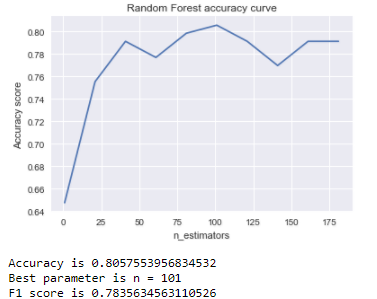 Random Forest accuracy curve
0.80
0.78
0.76
0.74
0.72
0.70
0.68
0.66
0.64
Accuracy score
0 25 50 75 100 125 150 175
n_estimators
Accuracy is 0.8057553956834532
Best parameter is n = 101
F1 score is 0.7835634563110526